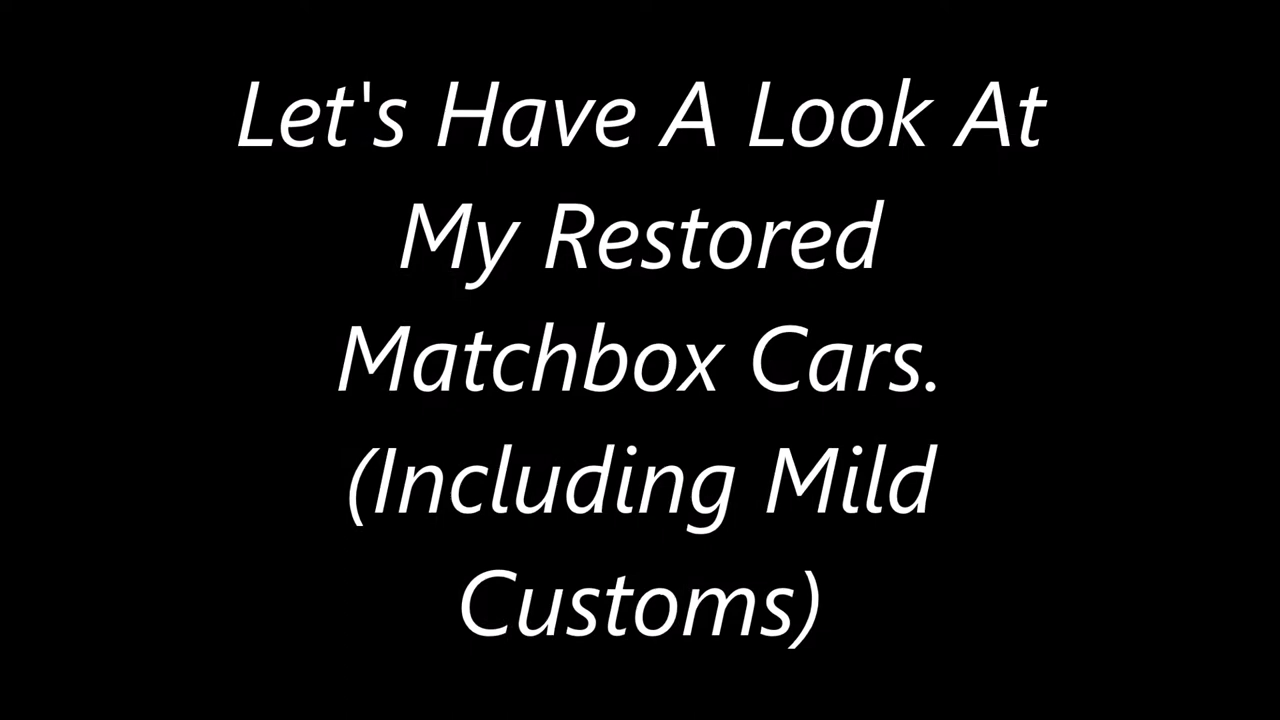 Let's Have A Look At
My Restored
Matchbox Cars.
(Including Mild
Customs)